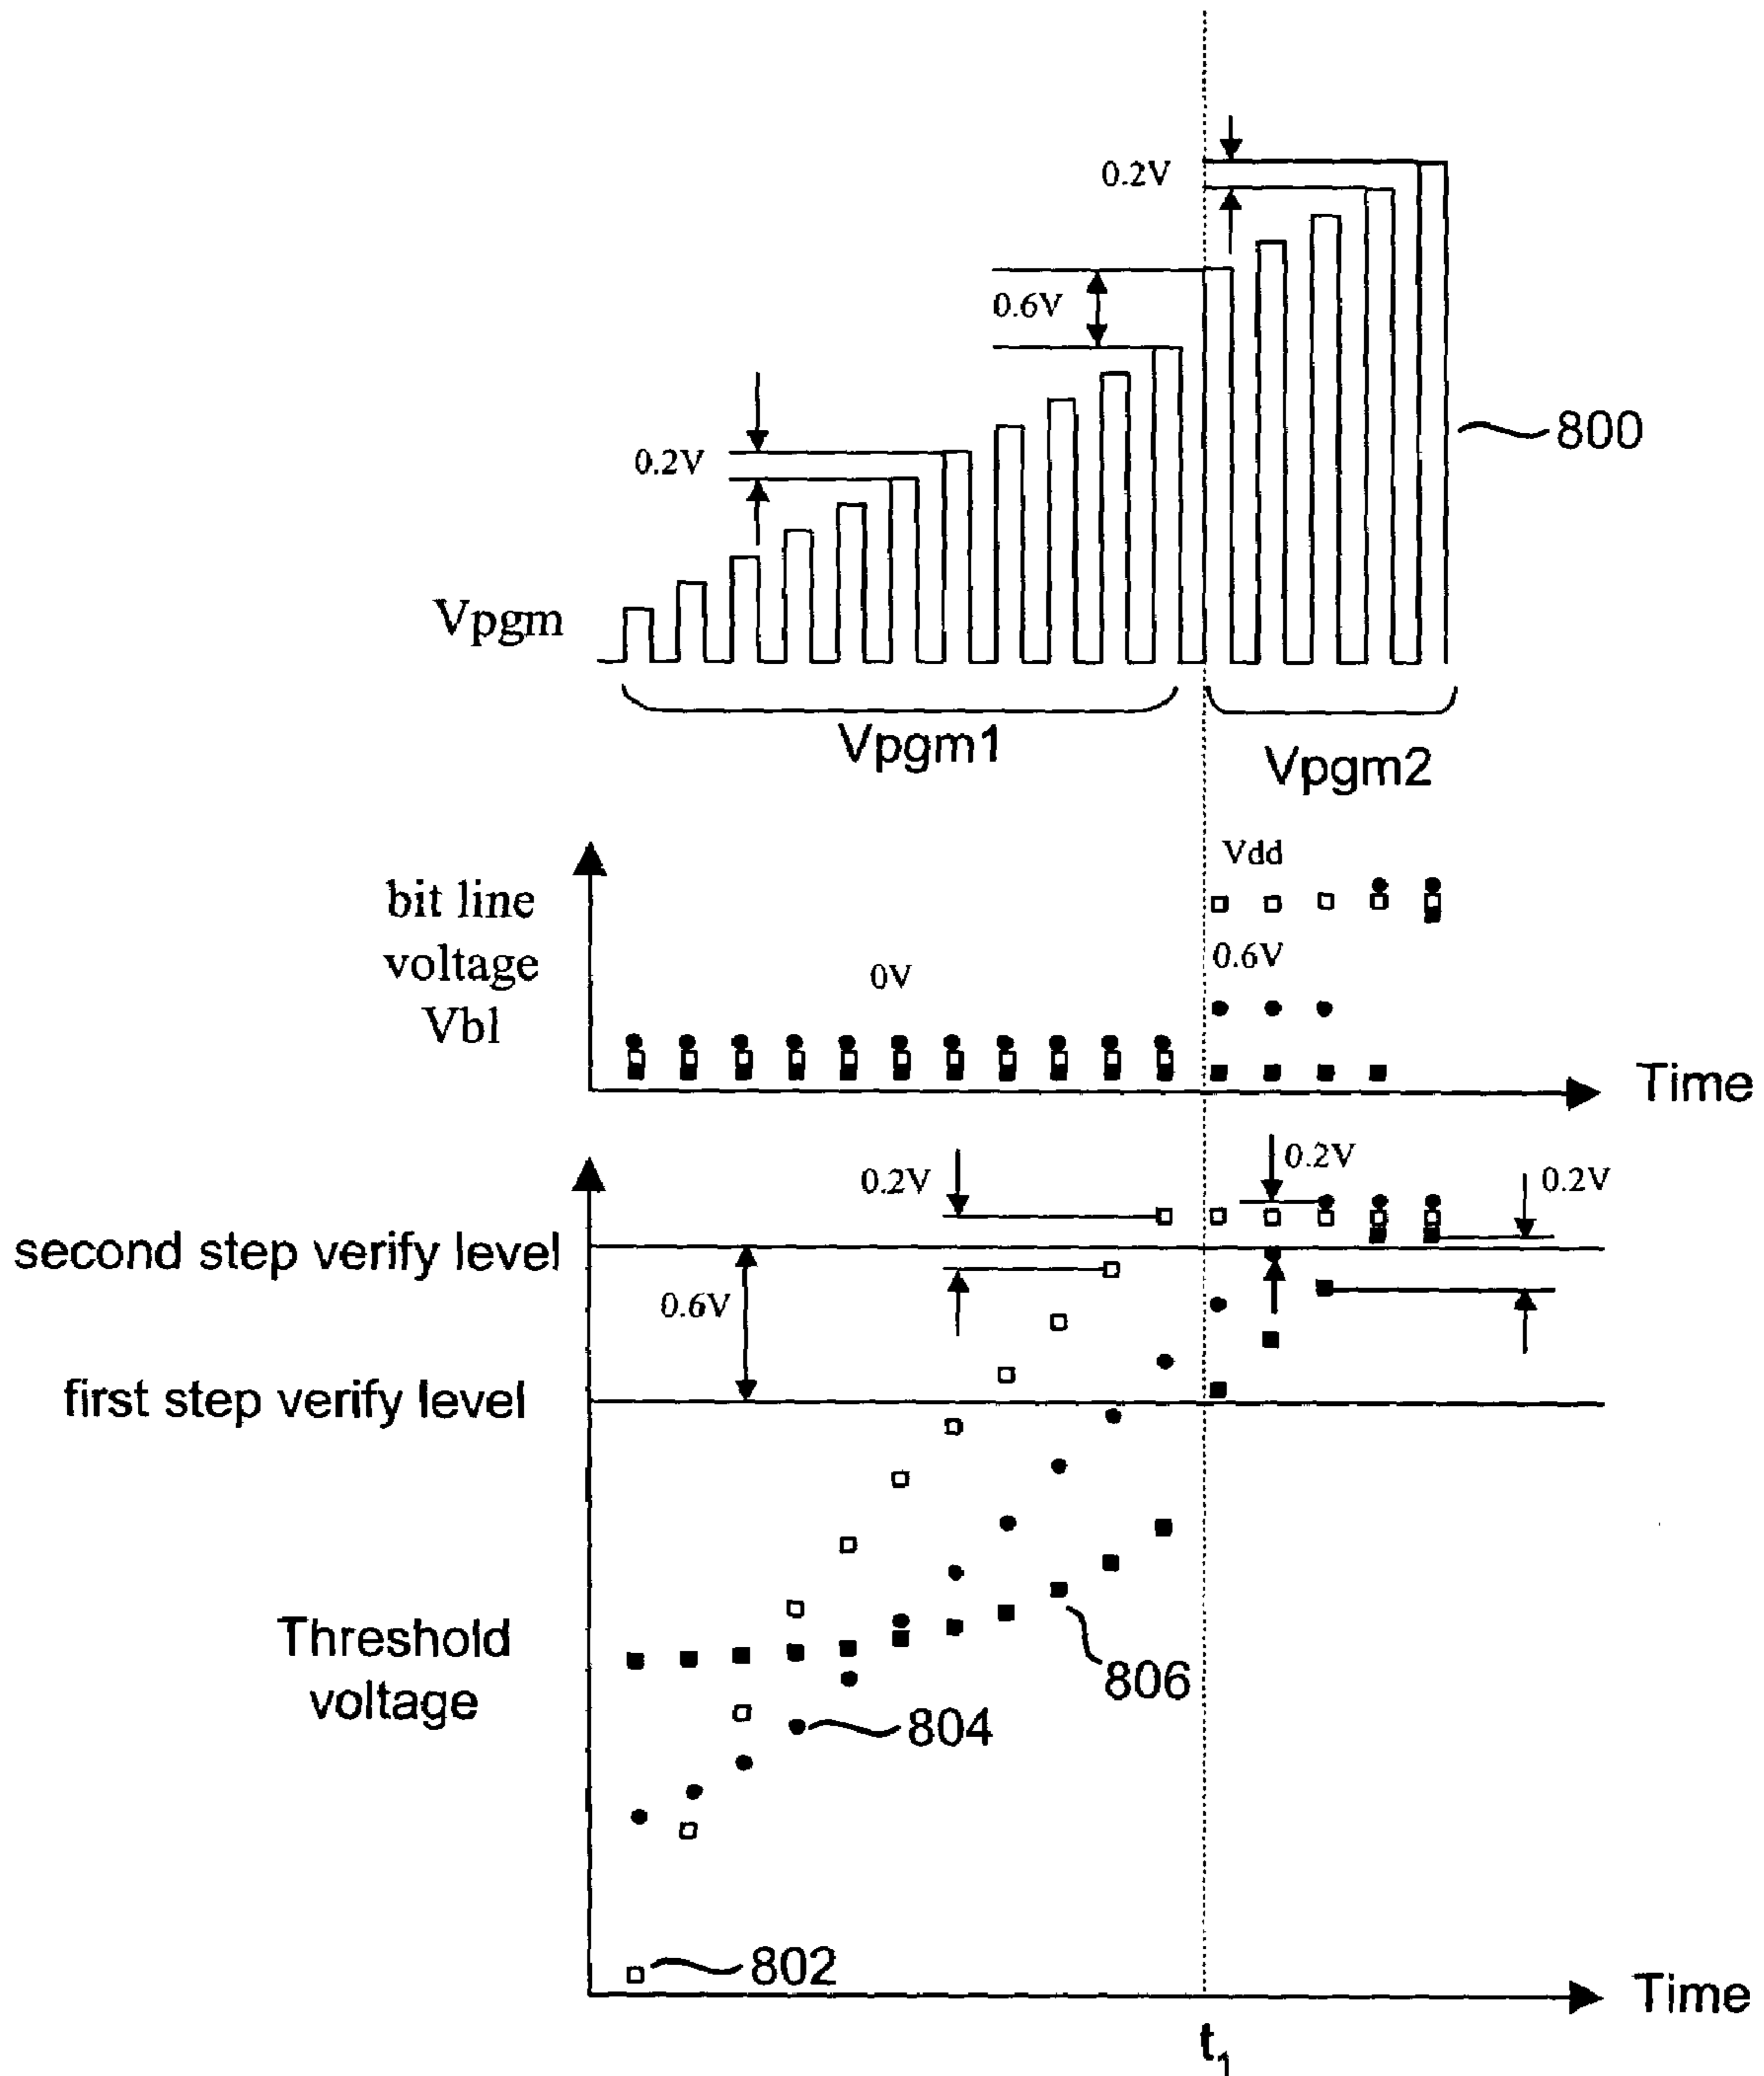 0.2V
0.6V
0.2V
800
Vpgm
Vpgm1
Vpgm2
Vdd
bit line
voltage
Vbl
0.6V
0V
Time
0.2V
0.2V
0.2V
second step verify level
0.6V
first step verify level
Threshold
voltage
806
804
802
Time
t1